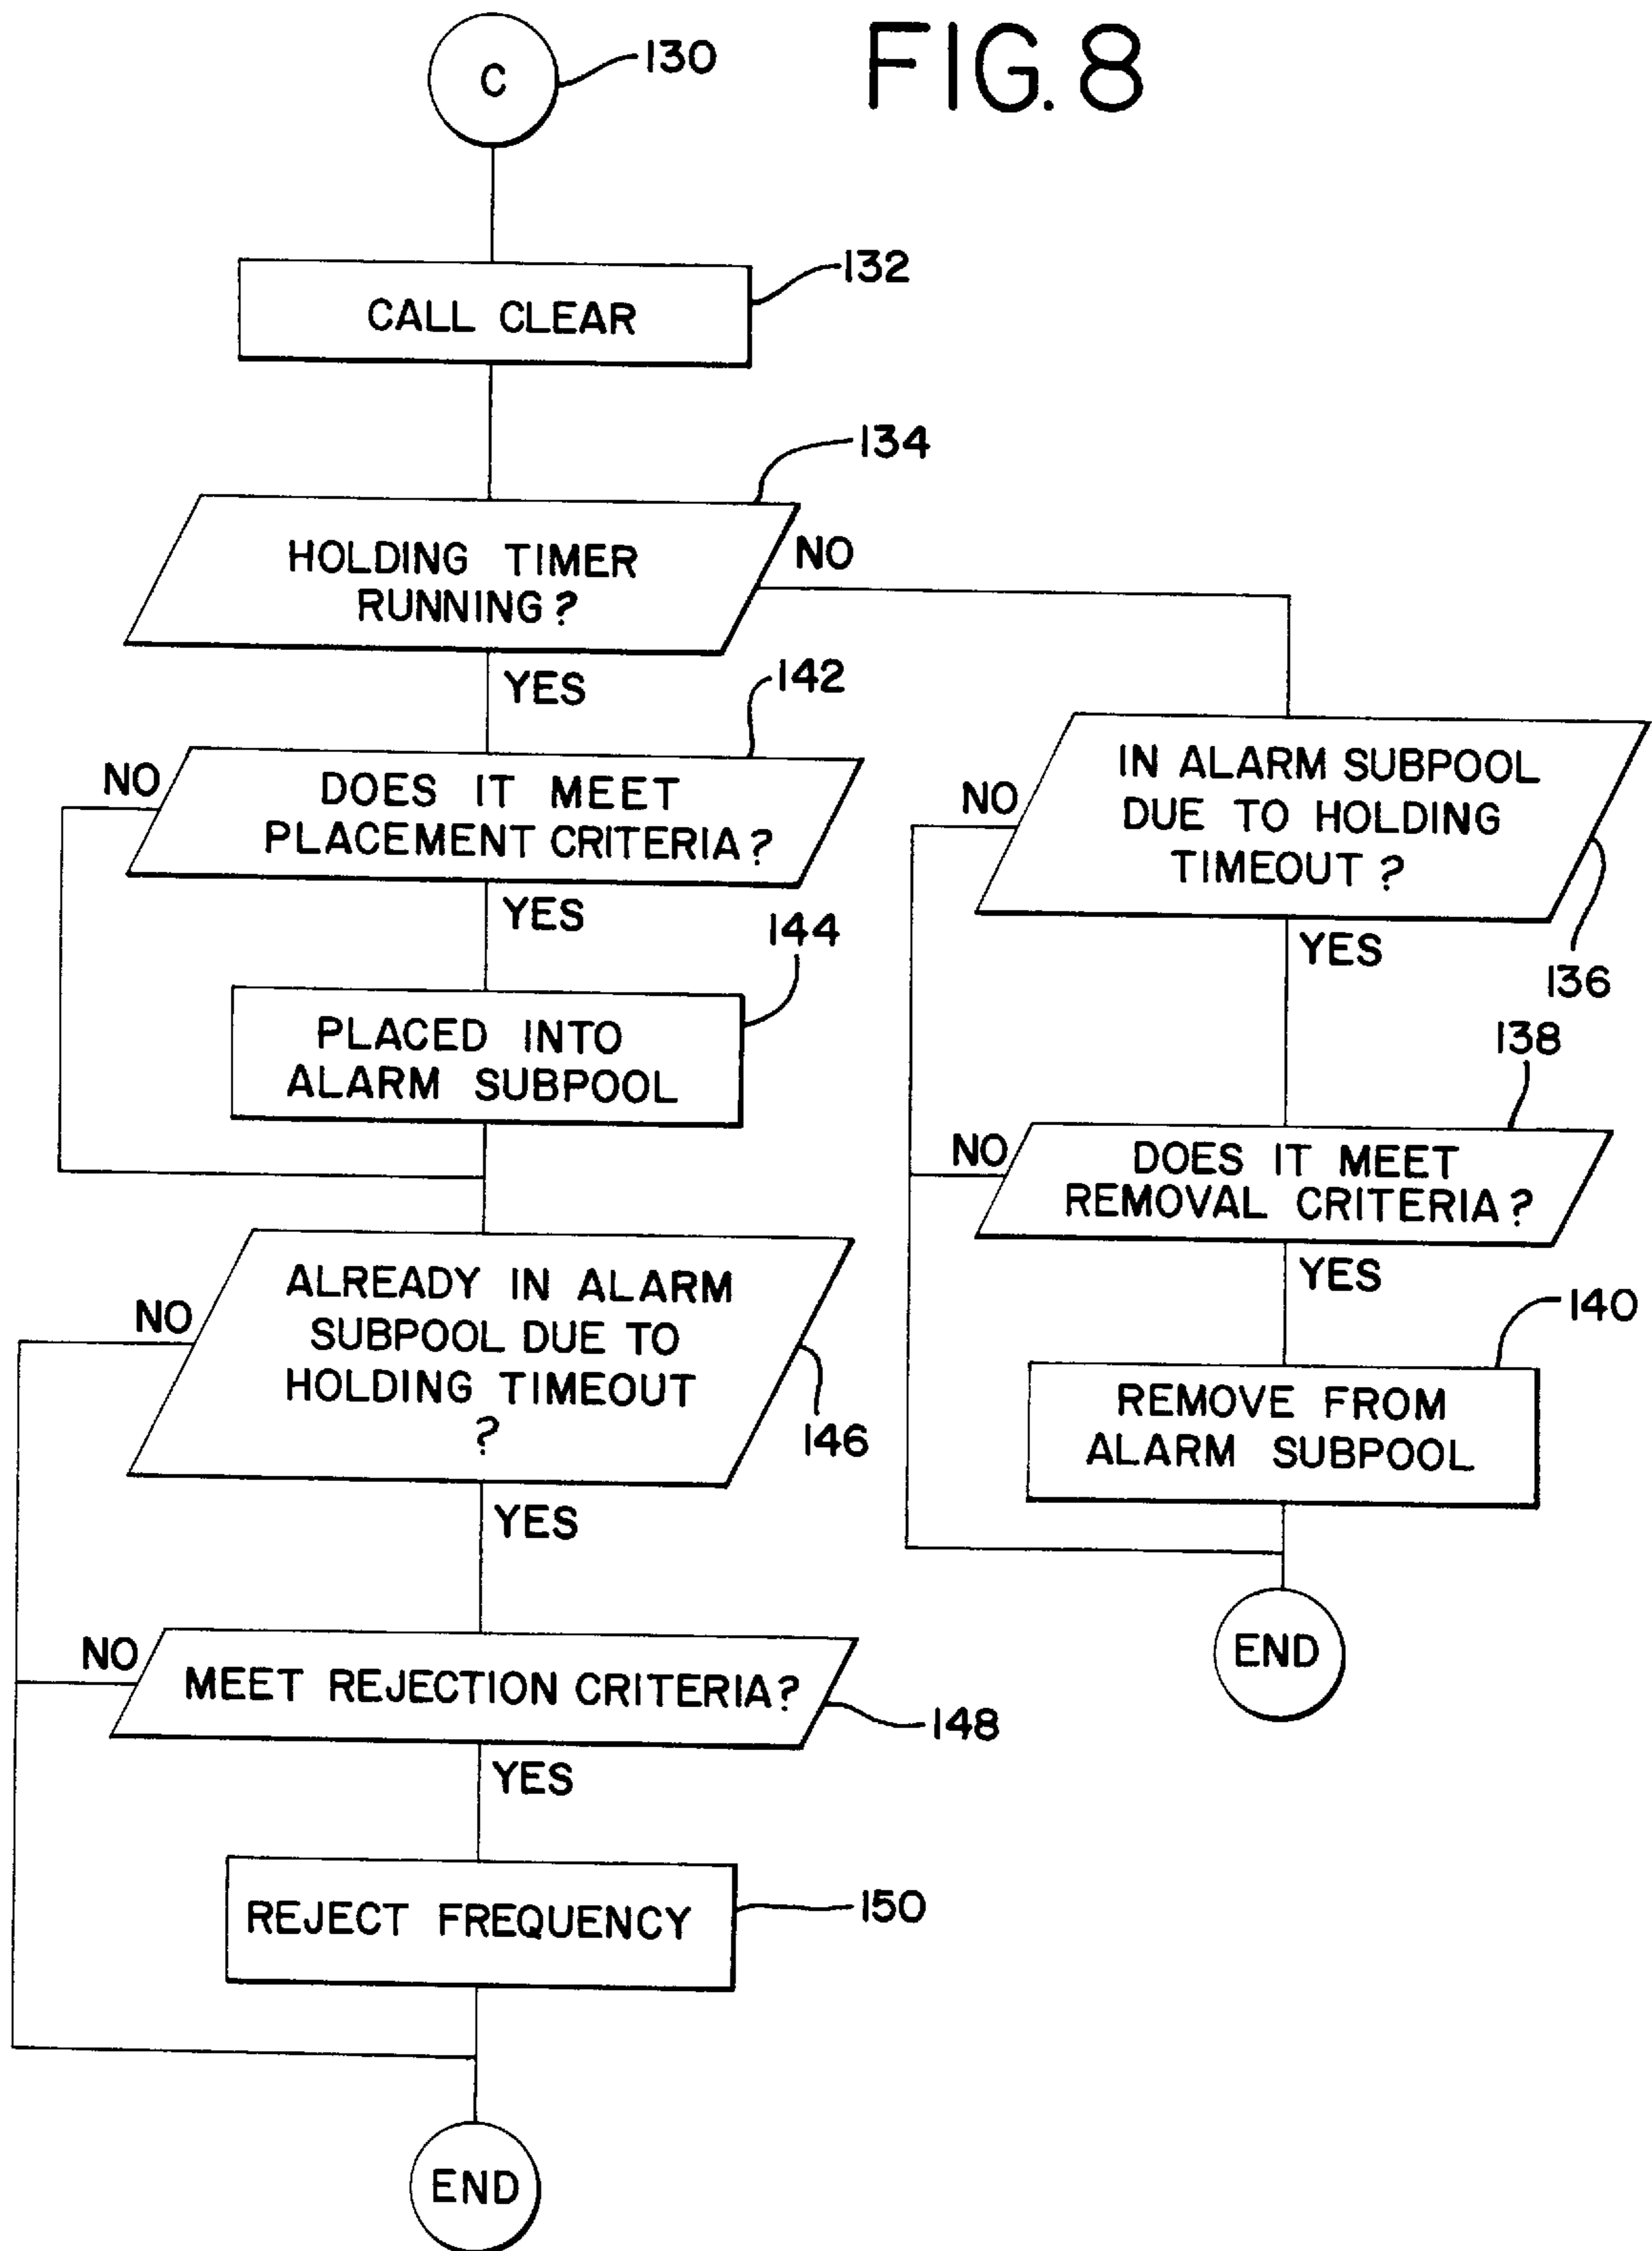 FIG. 8
C
130
CALL CLEAR
132
134
HOLDING TIMER
RUNNING?
NO
YES
142
NO
DOES IT MEET
PLACEMENT CRITERIA?
YES
144
PLACED INTO
ALARM SUBPOOL
ALREADY IN ALARM
SUBPOOL DUE TO
HOLDING TIMEOUT
?
NO
146
YES
NO
MEET REJECTION CRITERIA?
148
YES
REJECT FREQUENCY
150
END
IN ALARM SUBPOOL
DUE TO HOLDING
TIMEOUT?
NO
136
YES
138
NO
DOES IT MEET
REMOVAL CRITERIA?
YES
140
REMOVE FROM
ALARM SUBPOOL
END